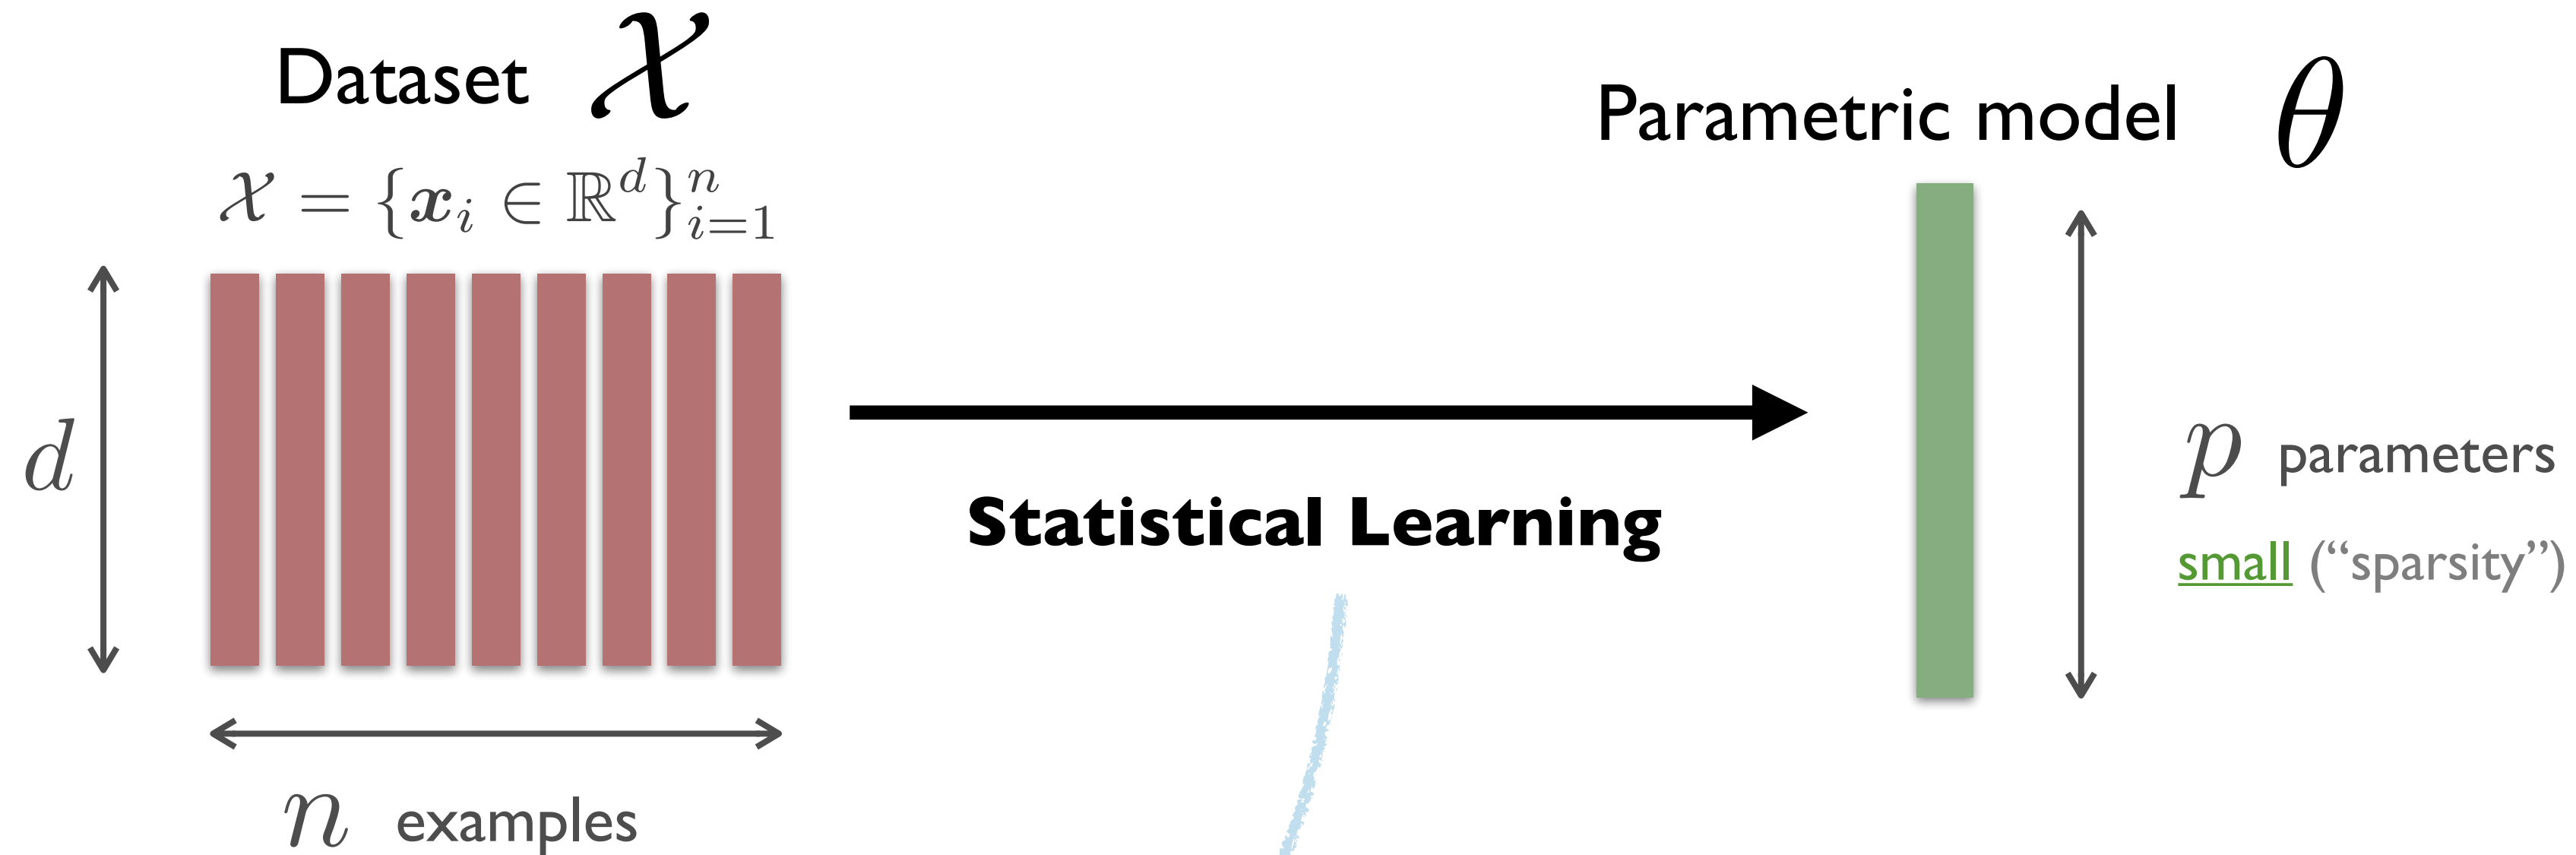 Dataset 𝒳
𝒳 = {𝒙ᵢ ∈ ℝᵈ}ⁿᵢ₌₁
d
n examples
Statistical Learning
Parametric model θ
p parameters
small (“sparsity”)